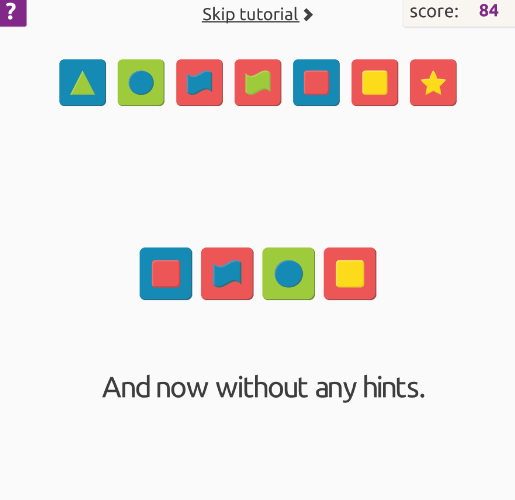 ?
Skip tutorial
score: 84
And now without any hints.